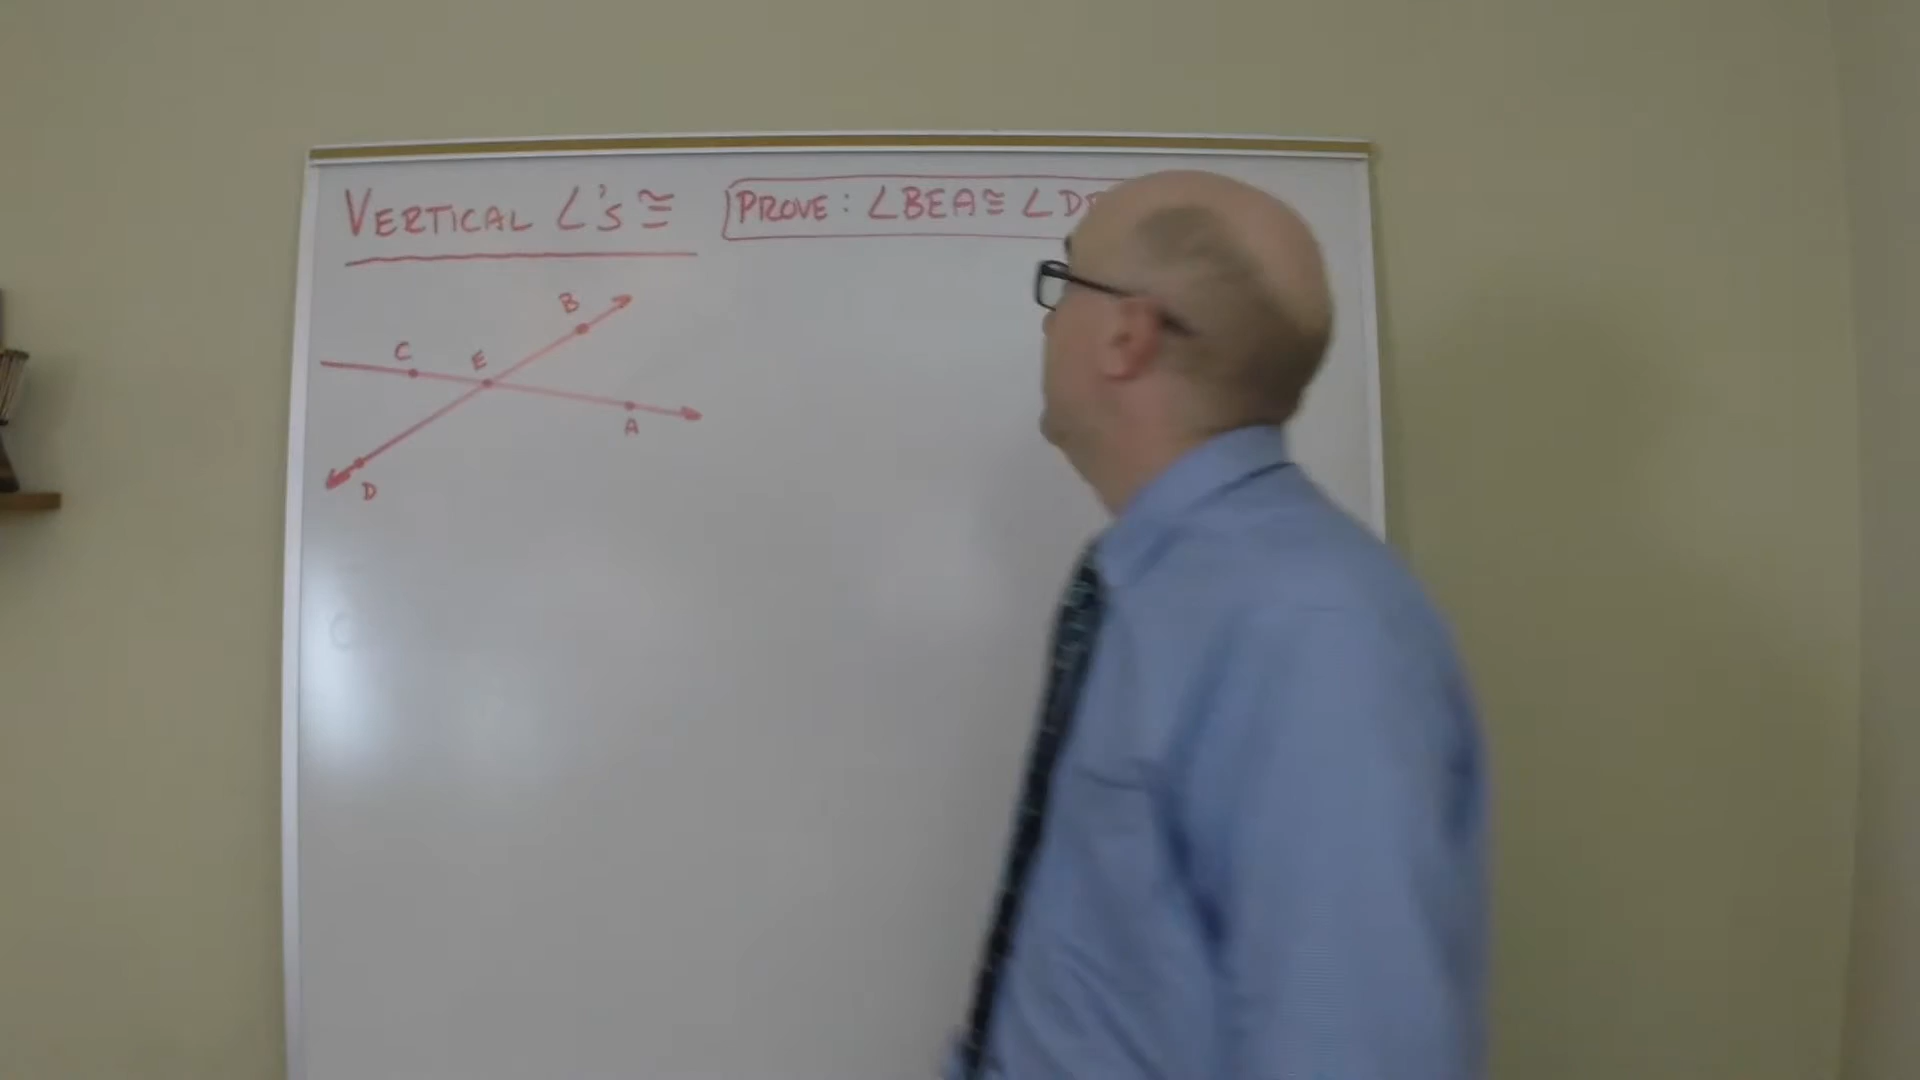 VERTICAL ∠'S ≅
PROVE: ∠BEA ≅ ∠D
B
C
E
A
D